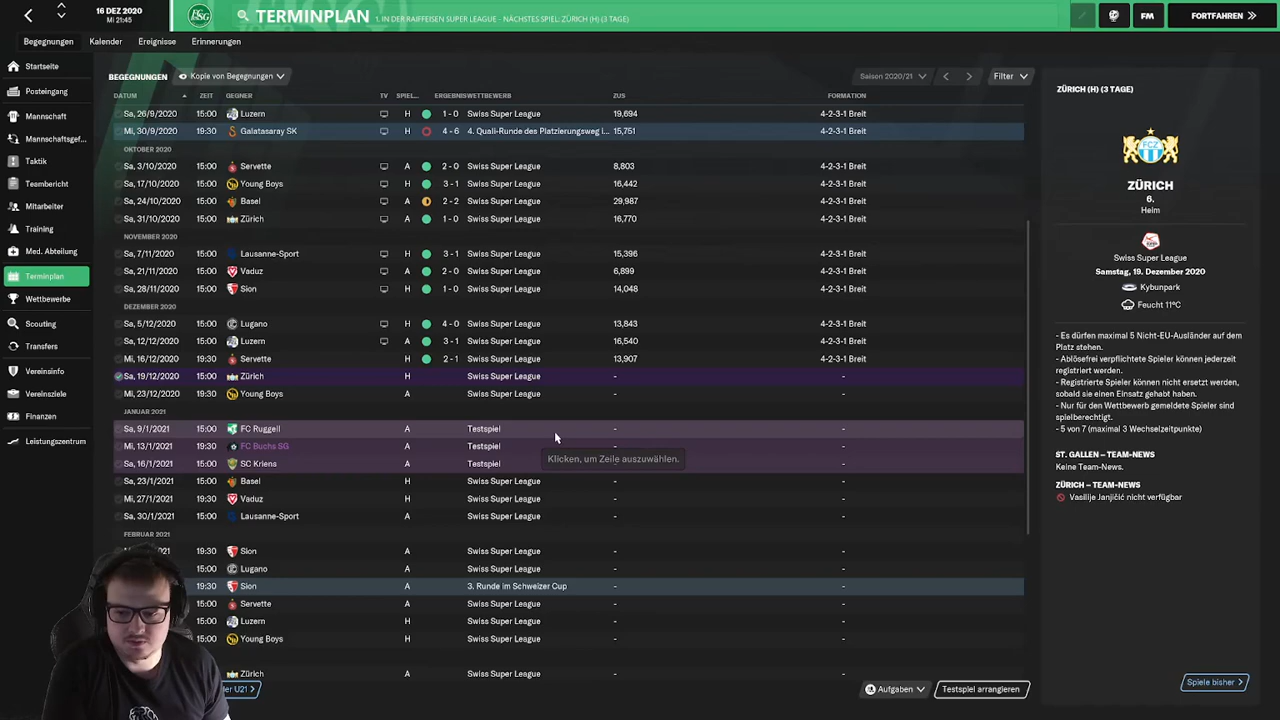 16 DEZ 2020
MI 21:45
TERMINPLAN
1. IN DER RAIFFEISEN SUPER LEAGUE - NÄCHSTES SPIEL: ZÜRICH (H) (3 TAGE)
FM
FORTFAHREN
Begegnungen Kalender Ereignisse Erinnerungen
Startseite
Posteingang
Mannschaft
Mannschaftsgef...
Taktik
Teambericht
Mitarbeiter
Training
Med. Abteilung
Terminplan
Wettbewerbe
Scouting
Transfers
Vereinsinfo
Vereinsziele
Finanzen
Leistungszentrum
BEGEGNUNGEN Kopie von Begegnungen Saison 2020/21 Filter
DATUM ZEIT GEGNER TV SPIEL... ERGEBNIS WETTBEWERB ZUS FORMATION
Sa, 26/9/2020 15:00 Luzern H 1 - 0 Swiss Super League 19,694 4-2-3-1 Breit
Mi, 30/9/2020 19:30 Galatasaray SK H 4 - 6 4. Quali-Runde des Platzierungsweg i... 15,751 4-2-3-1 Breit
OKTOBER 2020
Sa, 3/10/2020 15:00 Servette A 2 - 0 Swiss Super League 8,803 4-2-3-1 Breit
Sa, 17/10/2020 15:00 Young Boys H 3 - 1 Swiss Super League 16,442 4-2-3-1 Breit
Sa, 24/10/2020 15:00 Basel A 2 - 2 Swiss Super League 29,987 4-2-3-1 Breit
Sa, 31/10/2020 15:00 Zürich A 1 - 0 Swiss Super League 16,770 4-2-3-1 Breit
NOVEMBER 2020
Sa, 7/11/2020 15:00 Lausanne-Sport H 3 - 1 Swiss Super League 15,396 4-2-3-1 Breit
Sa, 21/11/2020 15:00 Vaduz A 2 - 0 Swiss Super League 6,899 4-2-3-1 Breit
Sa, 28/11/2020 15:00 Sion H 1 - 0 Swiss Super League 14,048 4-2-3-1 Breit
DEZEMBER 2020
Sa, 5/12/2020 15:00 Lugano H 4 - 0 Swiss Super League 13,843 4-2-3-1 Breit
Sa, 12/12/2020 15:00 Luzern A 3 - 1 Swiss Super League 16,540 4-2-3-1 Breit
Mi, 16/12/2020 19:30 Servette H 2 - 1 Swiss Super League 13,907 4-2-3-1 Breit
Sa, 19/12/2020 15:00 Zürich H Swiss Super League - -
Mi, 23/12/2020 19:30 Young Boys A Swiss Super League - -
JANUAR 2021
Sa, 9/1/2021 15:00 FC Ruggell A Testspiel - -
Mi, 13/1/2021 19:30 FC Buchs SG A Testspiel - -
Sa, 16/1/2021 15:00 SC Kriens A Testspiel - -
Klicken, um Zeile auszuwählen.
Sa, 23/1/2021 15:00 Basel H Swiss Super League - -
Mi, 27/1/2021 19:30 Vaduz H Swiss Super League - -
Sa, 30/1/2021 15:00 Lausanne-Sport A Swiss Super League - -
FEBRUAR 2021
19:30 Sion A Swiss Super League - -
15:00 Lugano A Swiss Super League - -
19:30 Sion A 3. Runde im Schweizer Cup - -
15:00 Servette A Swiss Super League - -
15:00 Luzern H Swiss Super League - -
19:30 Young Boys H Swiss Super League - -
Zürich A Swiss Super League - -
U21
Aufgaben Testspiel arrangieren
ZÜRICH (H) (3 TAGE)
FCZ
ZÜRICH
6.
Heim
Swiss Super League
Samstag, 19. Dezember 2020
Kybunpark
Feucht 11°C
- Es dürfen maximal 5 Nicht-EU-Ausländer auf dem
Platz stehen.
- Ablösefrei verpflichtete Spieler können jederzeit
registriert werden.
- Registrierte Spieler können nicht ersetzt werden,
sobald sie einen Einsatz gehabt haben.
- Nur für den Wettbewerb gemeldete Spieler sind
spielberechtigt.
- 5 von 7 (maximal 3 Wechselzeitpunkte)
ST. GALLEN – TEAM-NEWS
Keine Team-News.
ZÜRICH – TEAM-NEWS
Vasilije Janjičić nicht verfügbar
Spiele bisher